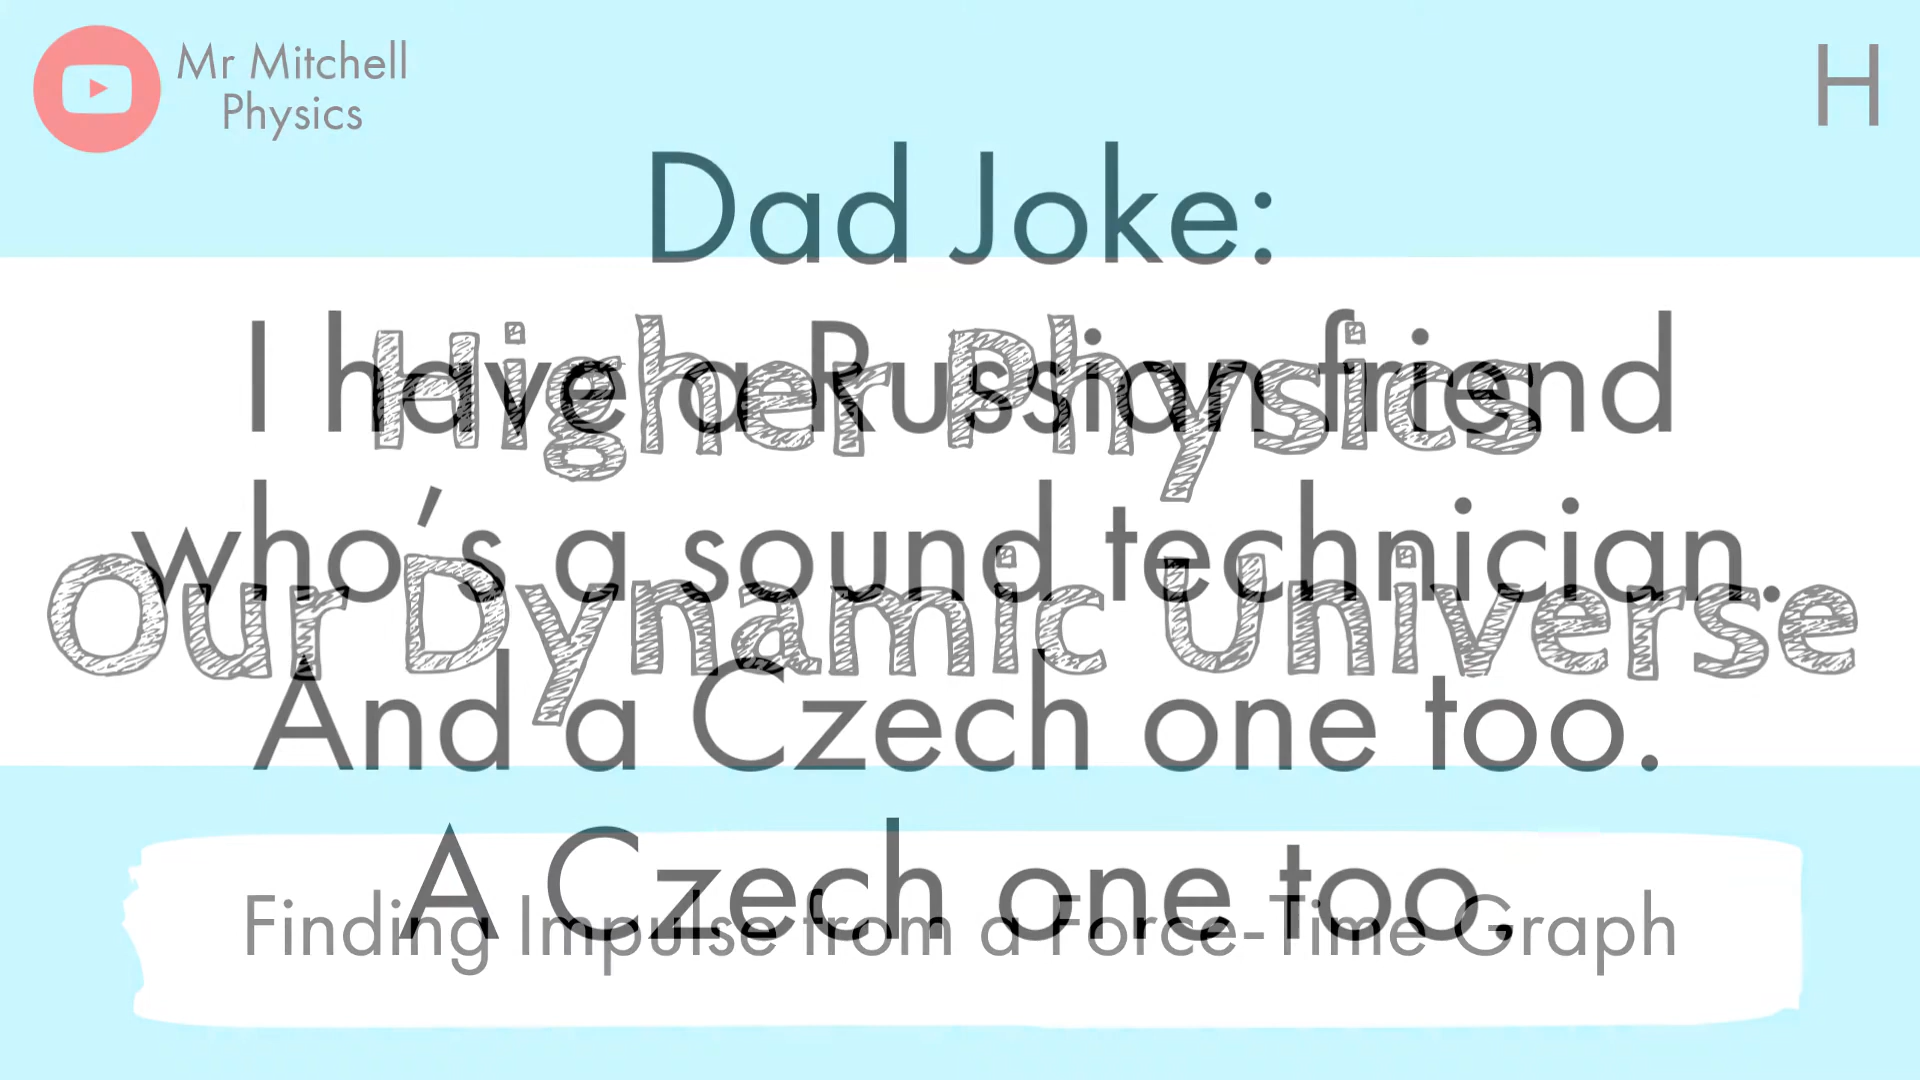 Mr Mitchell
Physics
H
Dad Joke:
I have a Russian friend
who's a sound technician.
And a Czech one too.
A Czech one too.
Higher Physics
Our Dynamic Universe
Finding Impulse from a Force-Time Graph